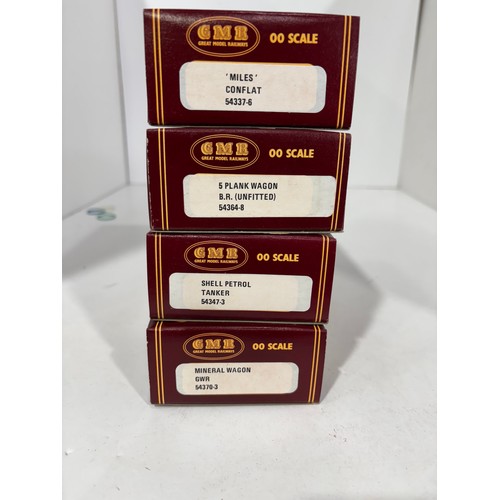 GMR
GREAT MODEL RAILWAYS
OO SCALE
'MILES'
CONFLAT
54337-6
GMR
GREAT MODEL RAILWAYS
OO SCALE
5 PLANK WAGON
B.R. (UNFITTED)
54364-8
GMR
GREAT MODEL RAILWAYS
OO SCALE
SHELL PETROL
TANKER
54347-3
GMR
GREAT MODEL RAILWAYS
OO SCALE
MINERAL WAGON
GWR
54370-3